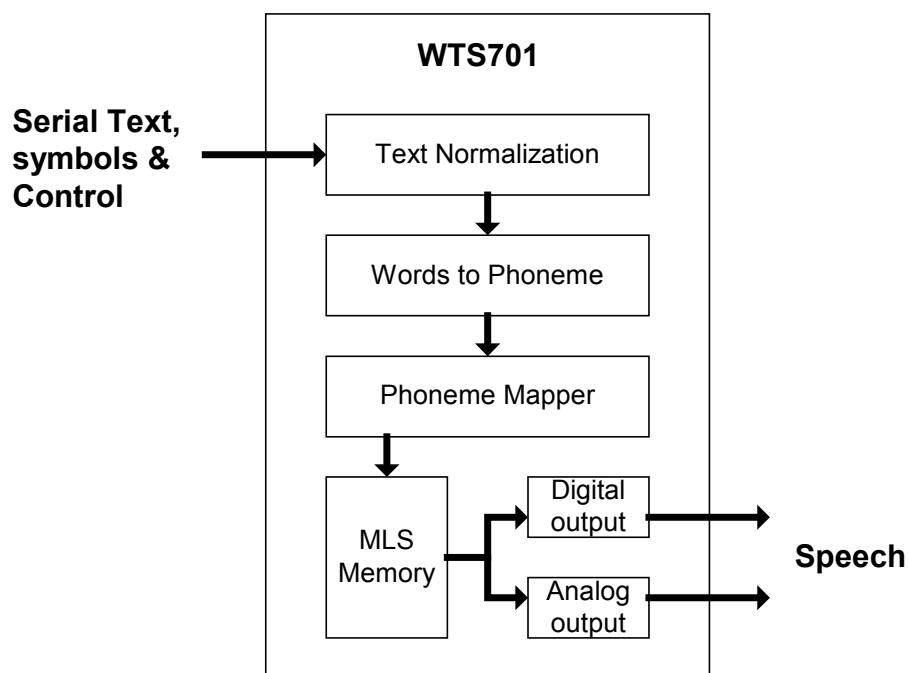 WTS701
Serial Text,
symbols &
Control
Text Normalization
Words to Phoneme
Phoneme Mapper
MLS
Memory
Digital
output
Analog
output
Speech